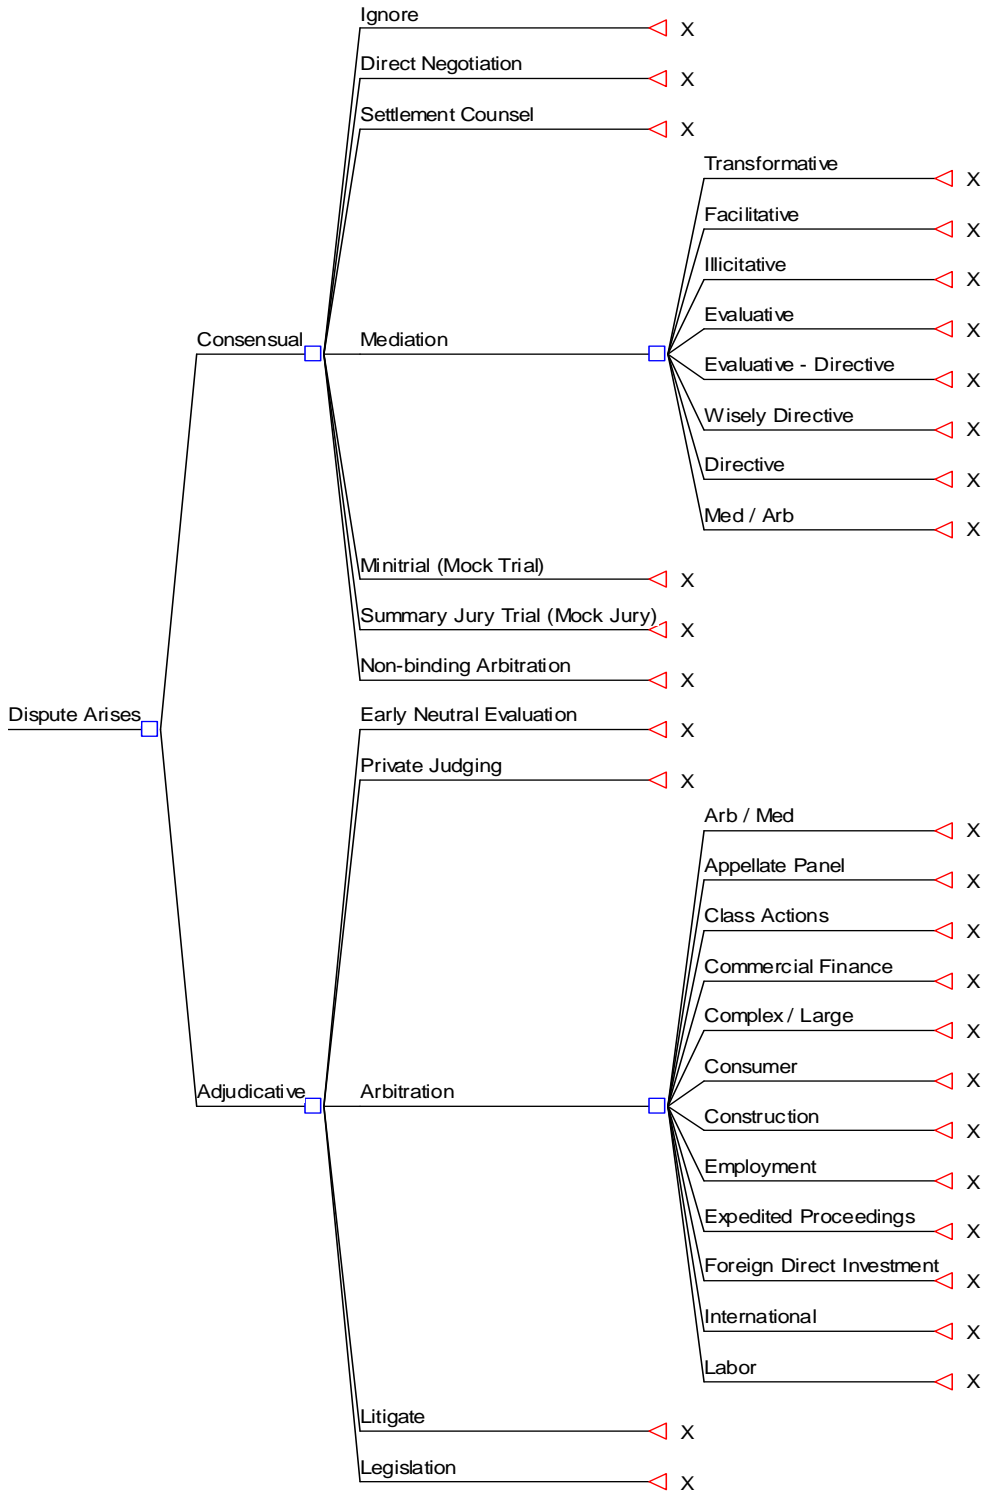 Ignore X
Direct Negotiation X
Settlement Counsel X
Transformative X
Facilitative X
Illicitative X
Evaluative X
Consensual Mediation
Evaluative - Directive X
Wisely Directive X
Directive X
Med / Arb X
Minitrial (Mock Trial) X
Summary Jury Trial (Mock Jury) X
Non-binding Arbitration X
Dispute Arises
Early Neutral Evaluation X
Private Judging X
Arb / Med X
Appellate Panel X
Class Actions X
Commercial Finance X
Complex / Large X
Consumer X
Adjudicative Arbitration
Construction X
Employment X
Expedited Proceedings X
Foreign Direct Investment X
International X
Labor X
Litigate X
Legislation X